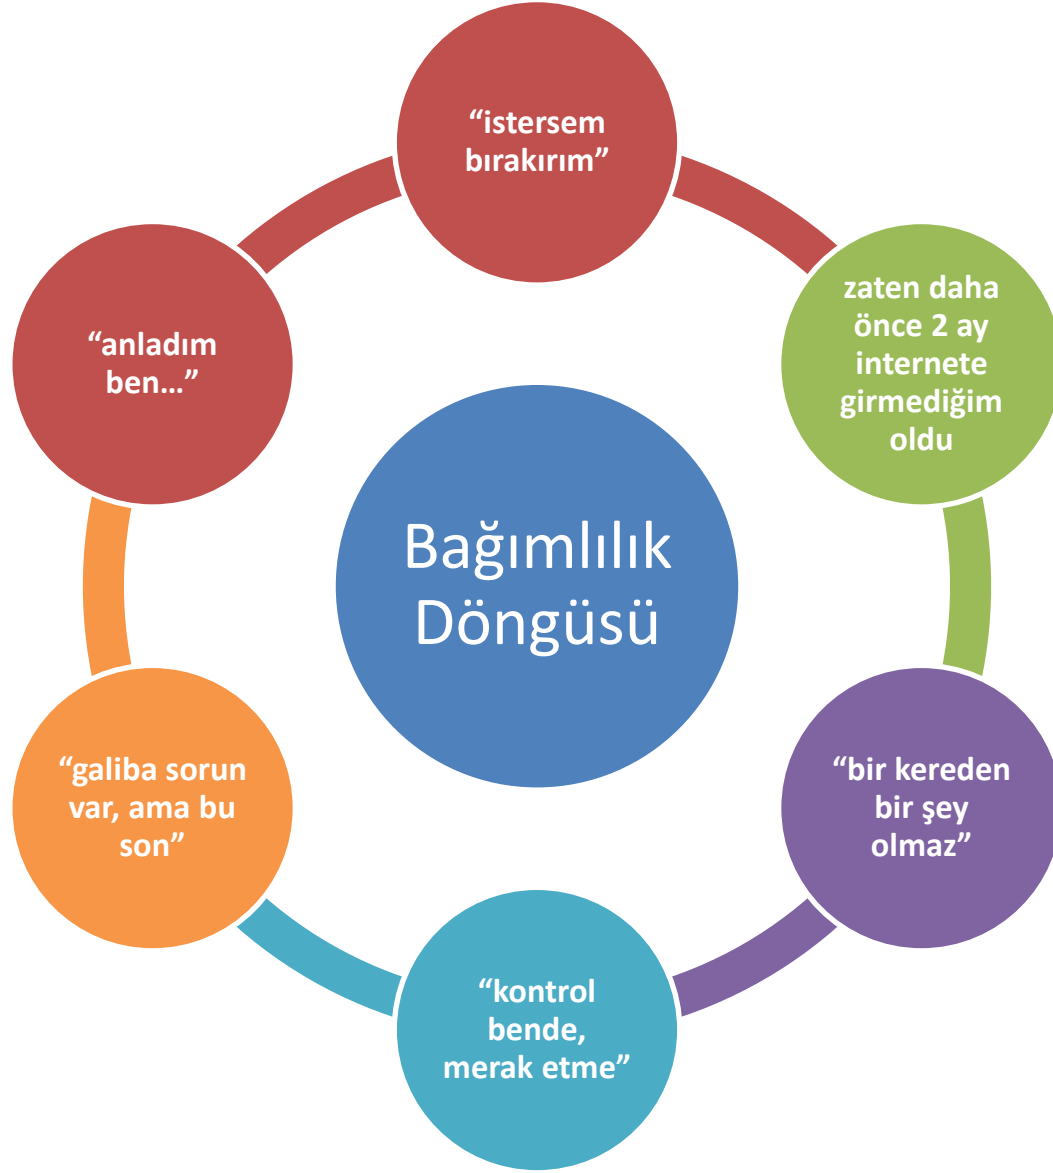 “istersem
bırakırım”
zaten daha
önce 2 ay
internete
girmediğim
oldu
“bir kereden
bir şey
olmaz”
“kontrol
bende,
merak etme”
“galiba sorun
var, ama bu
son”
“anladım
ben…”
Bağımlılık
Döngüsü